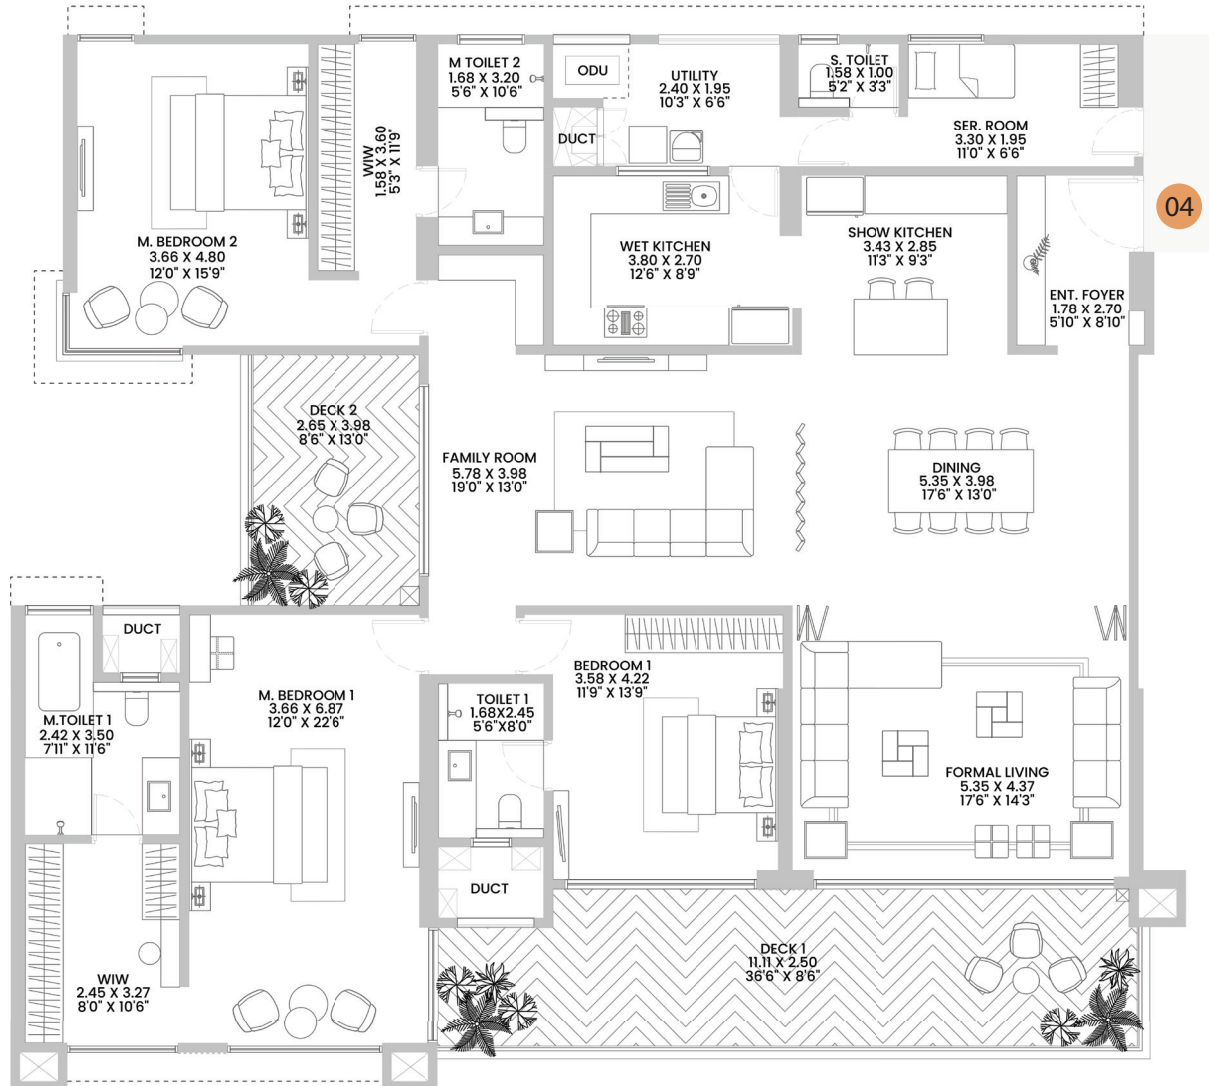 M TOILET 2
1.68 X 3.20
5'6" X 10'6"
ODU
UTILITY
2.40 X 1.95
10'3" X 6'6"
S. TOILET
1.58 X 1.00
5'2" X 3'3"
DUCT
SER. ROOM
3.30 X 1.95
11'0" X 6'6"
WIW
1.58 X 3.60
5'3" X 11'9"
04
M. BEDROOM 2
3.66 X 4.80
12'0" X 15'9"
WET KITCHEN
3.80 X 2.70
12'6" X 8'9"
SHOW KITCHEN
3.43 X 2.85
11'3" X 9'3"
ENT. FOYER
1.78 X 2.70
5'10" X 8'10"
DECK 2
2.65 X 3.98
8'6" X 13'0"
FAMILY ROOM
5.78 X 3.98
19'0" X 13'0"
DINING
5.35 X 3.98
17'6" X 13'0"
DUCT
M.TOILET 1
2.42 X 3.50
7'11" X 11'6"
M. BEDROOM 1
3.66 X 6.87
12'0" X 22'6"
TOILET 1
1.68X2.45
5'6"X8'0"
BEDROOM 1
3.58 X 4.22
11'9" X 13'9"
FORMAL LIVING
5.35 X 4.37
17'6" X 14'3"
DUCT
WIW
2.45 X 3.27
8'0" X 10'6"
DECK 1
11.11 X 2.50
36'6" X 8'6"